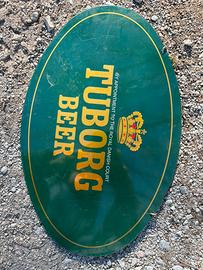 BY APPOINTMENT TO THE ROYAL DANISH COURT
TUBORG
BEER